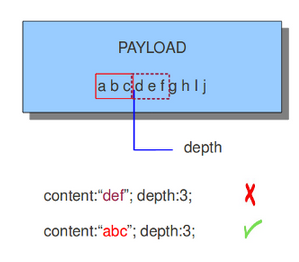 PAYLOAD
a b c d e f g h I j
depth
content:“def”; depth:3;
content:“abc”; depth:3;